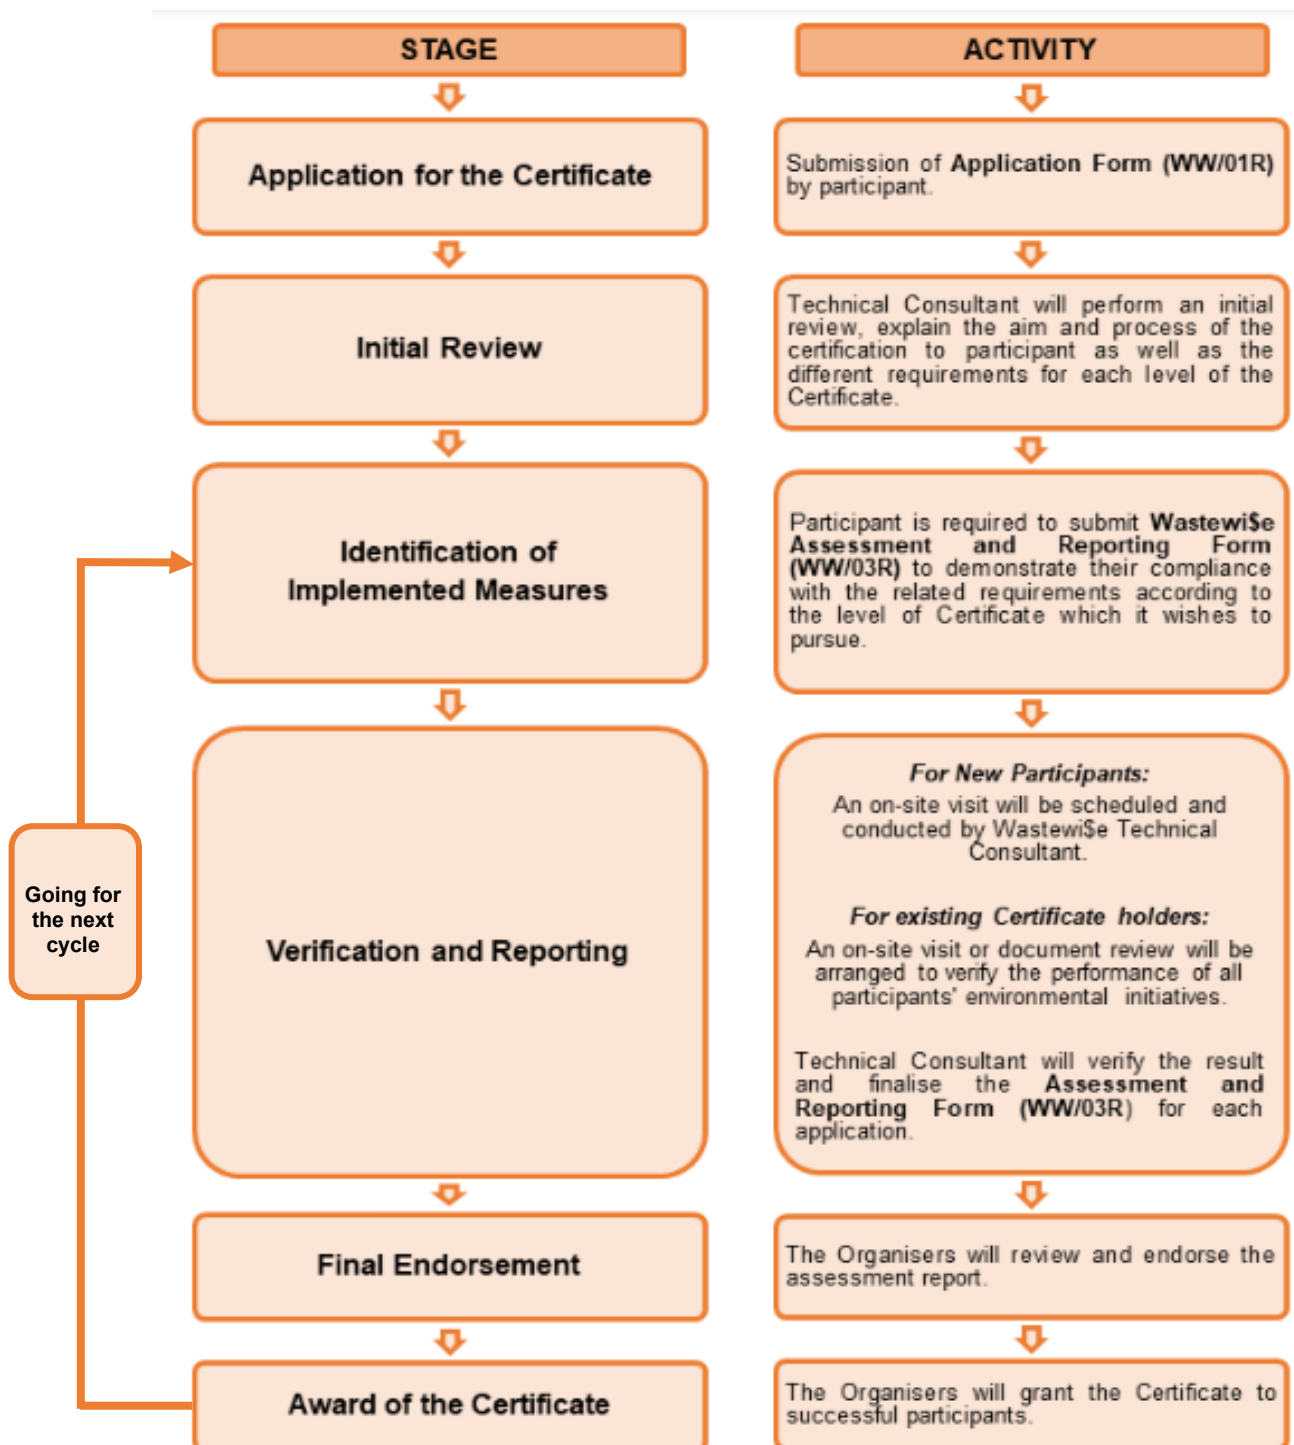 STAGE
ACTIVITY
Application for the Certificate
Submission of Application Form (WW/01R)
by participant.
Initial Review
Technical Consultant will perform an initial
review, explain the aim and process of the
certification to participant as well as the
different requirements for each level of the
Certificate.
Identification of
Implemented Measures
Participant is required to submit Wastewi$e
Assessment and Reporting Form
(WW/03R) to demonstrate their compliance
with the related requirements according to
the level of Certificate which it wishes to
pursue.
Going for
the next
cycle
Verification and Reporting
For New Participants:
An on-site visit will be scheduled and
conducted by Wastewi$e Technical
Consultant.
For existing Certificate holders:
An on-site visit or document review will be
arranged to verify the performance of all
participants' environmental initiatives.
Technical Consultant will verify the result
and finalise the Assessment and
Reporting Form (WW/03R) for each
application.
Final Endorsement
The Organisers will review and endorse the
assessment report.
Award of the Certificate
The Organisers will grant the Certificate to
successful participants.